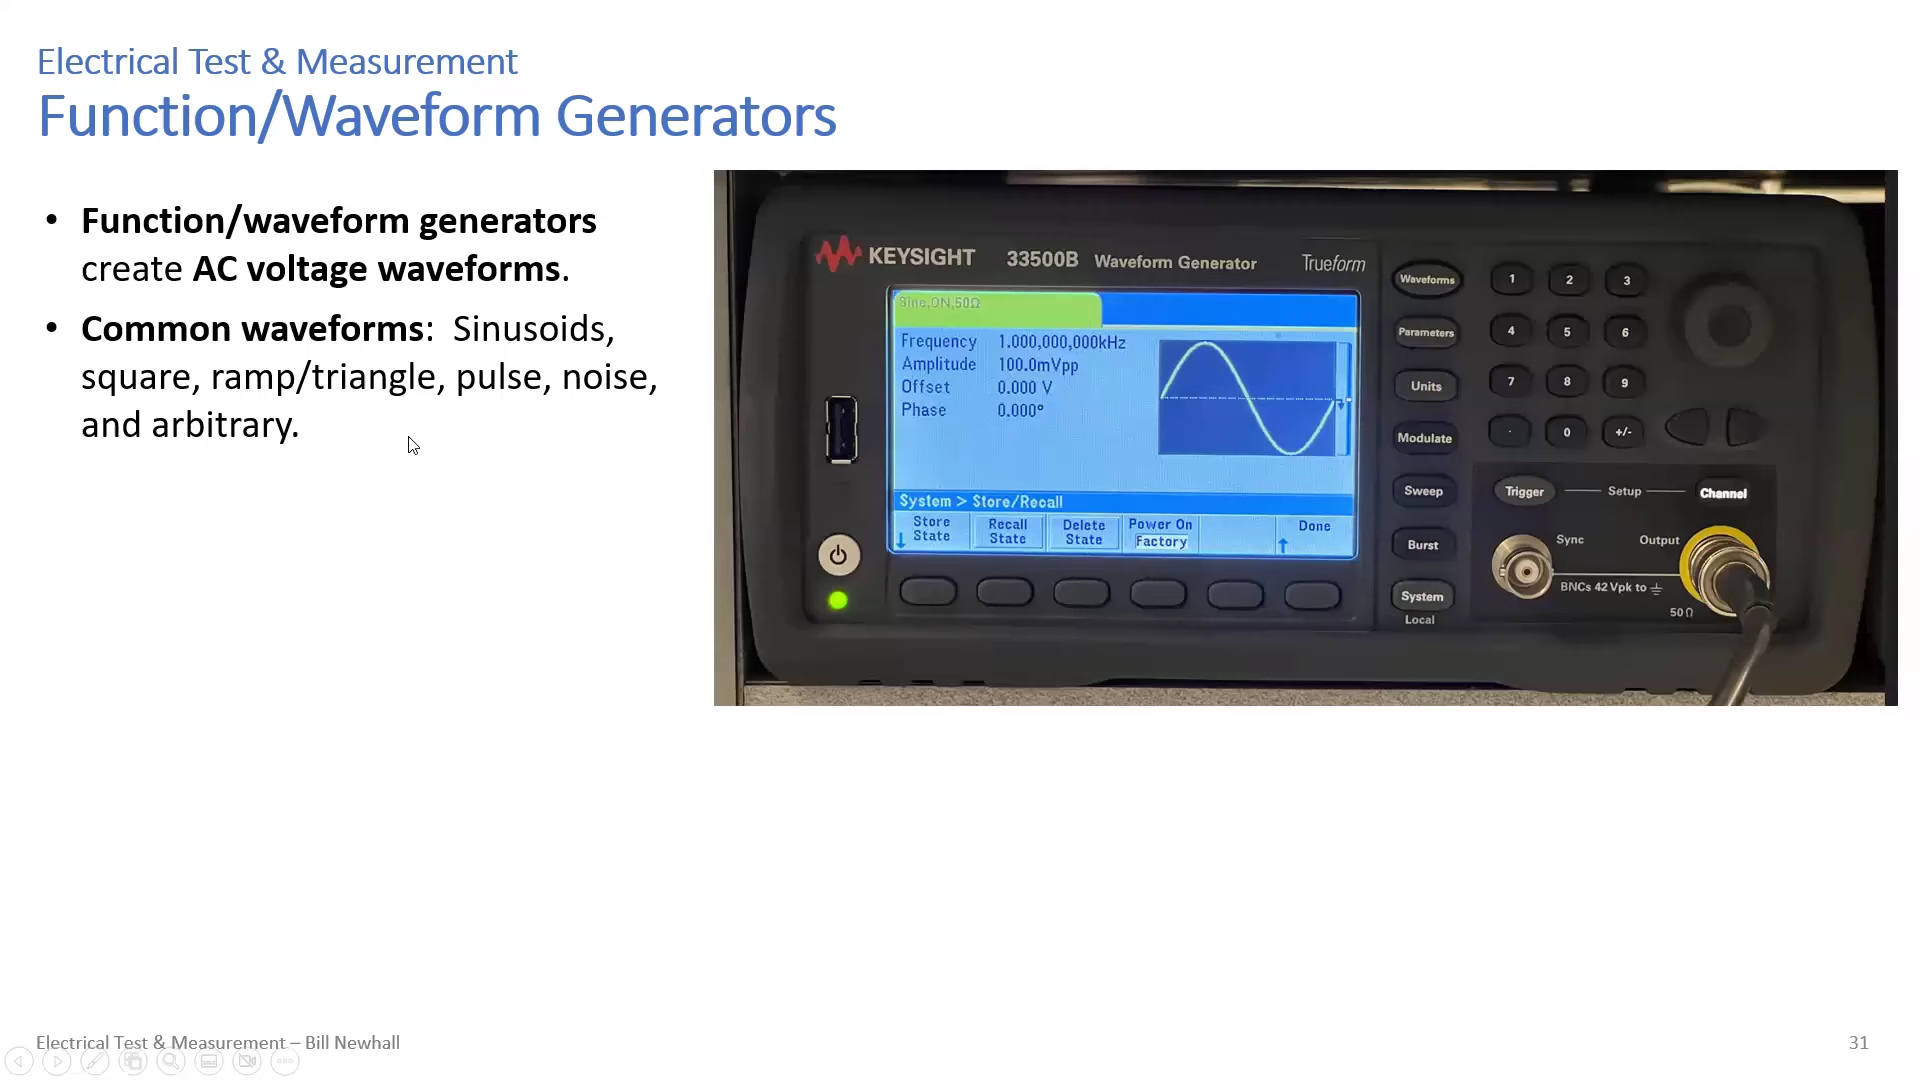 Electrical Test & Measurement
Function/Waveform Generators
• Function/waveform generators
create AC voltage waveforms.
• Common waveforms:  Sinusoids,
square, ramp/triangle, pulse, noise,
and arbitrary.
KEYSIGHT 33500B Waveform Generator Trueform
Sine,ON,50Ω
Frequency 1.000,000,000kHz
Amplitude 100.0mVpp
Offset 0.000 V
Phase 0.000°
System > Store/Recall
Store State
Recall State
Delete State
Power On Factory
Done
Waveforms 1 2 3
Parameters 4 5 6
Units 7 8 9
Modulate . 0 +/-
Sweep
Trigger Setup Channel
Burst
Sync Output
BNCs 42 Vpk to
50 Ω
System
Local
Electrical Test & Measurement – Bill Newhall
31